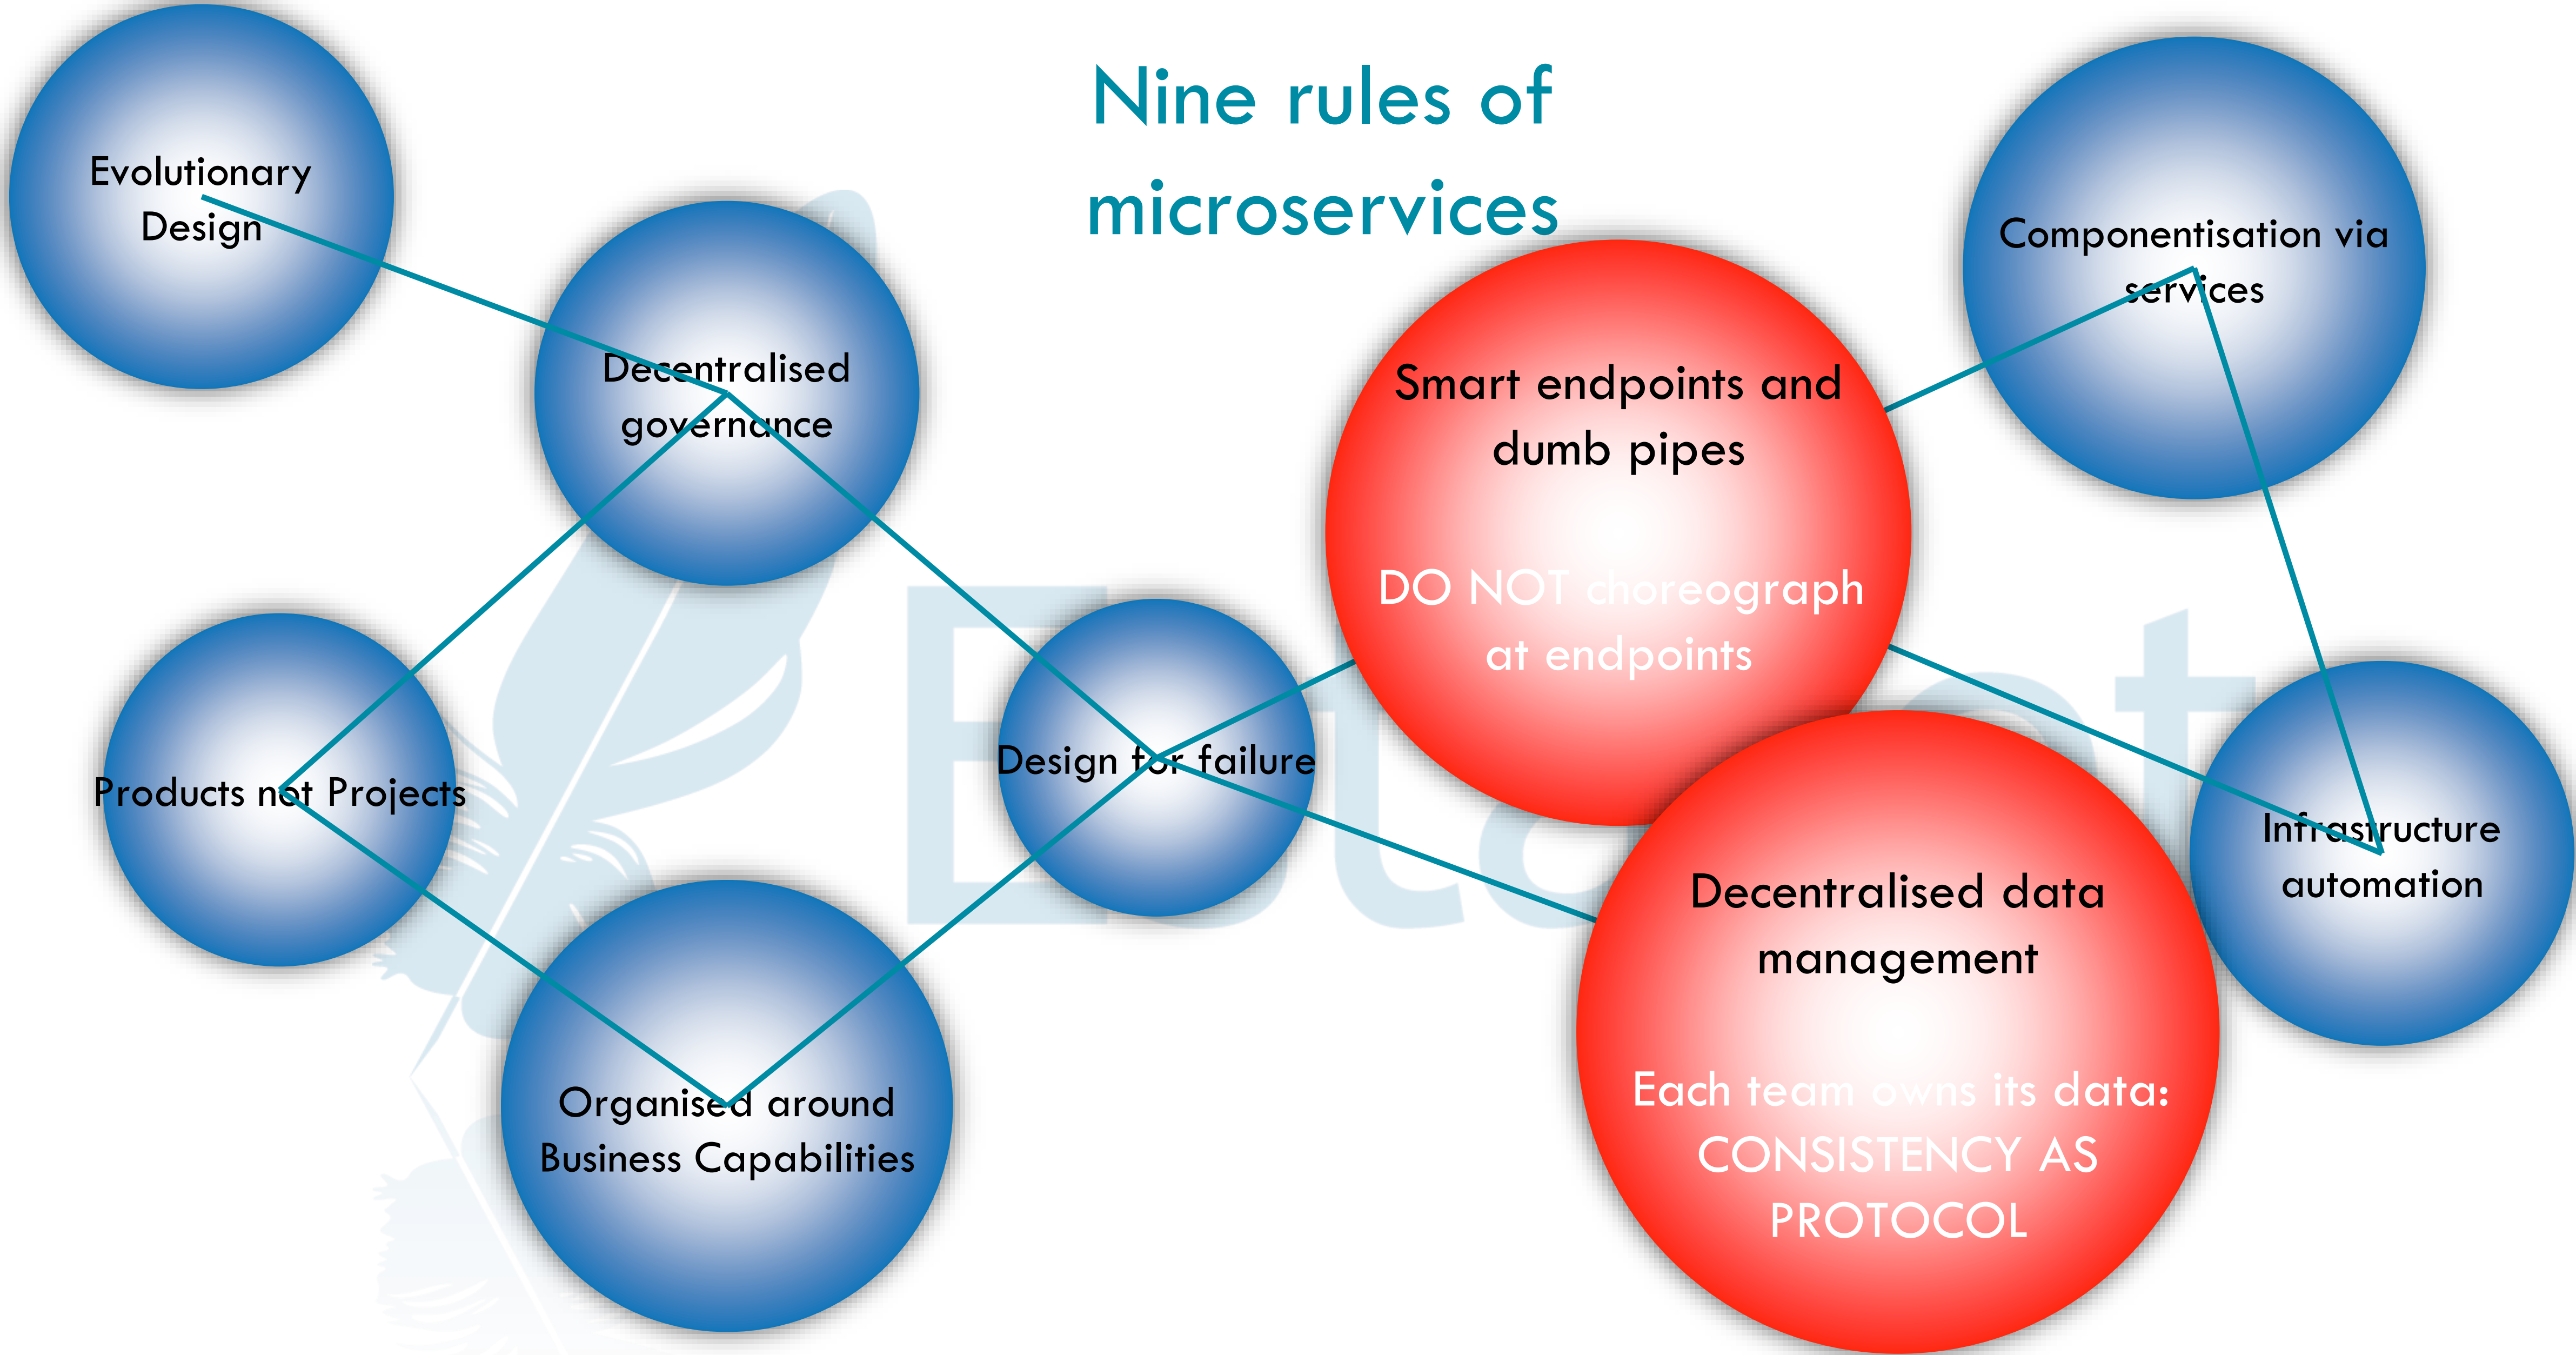 Nine rules of
microservices
Evolutionary
Design
Decentralised
governance
Smart endpoints and
dumb pipes
DO NOT choreograph
at endpoints
Componentisation via
services
Products not Projects
Design for failure
Infrastructure
automation
Organised around
Business Capabilities
Decentralised data
management
Each team owns its data:
CONSISTENCY AS
PROTOCOL